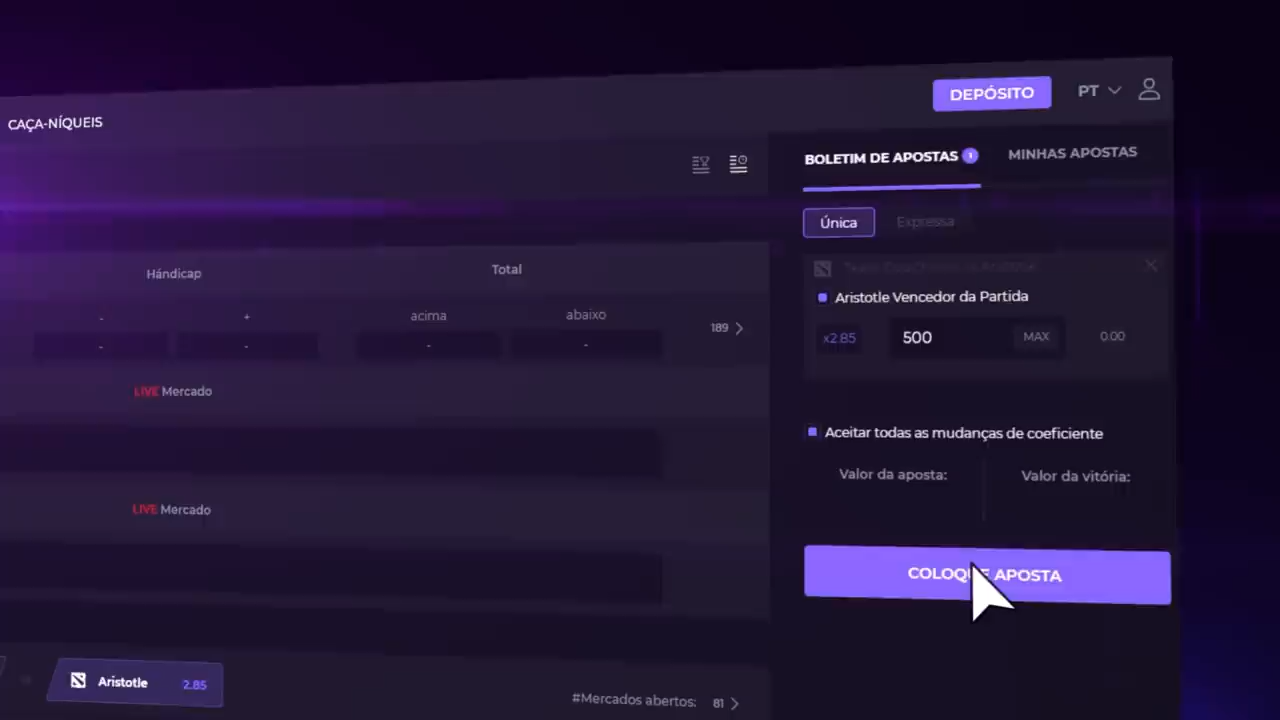 DEPÓSITO
PT
CAÇA-NÍQUEIS
BOLETIM DE APOSTAS 1
MINHAS APOSTAS
Única
Expressa
Hándicap
Total
Aristotle Vencedor da Partida
- + acima abaixo
189
x2.85 500 MAX 0.00
- - - -
LIVE Mercado
Aceitar todas as mudanças de coeficiente
Valor da aposta: Valor da vitória:
LIVE Mercado
COLOQUE APOSTA
Aristotle 2.85
#Mercados abertos: 81